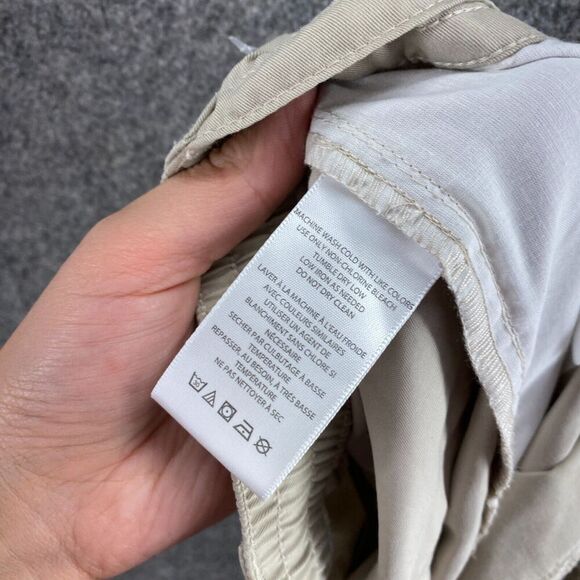 MACHINE WASH COLD WITH LIKE COLORS
USE ONLY NON-CHLORINE BLEACH
TUMBLE DRY LOW
LOW IRON AS NEEDED
DO NOT DRY CLEAN
LAVER À LA MACHINE À L'EAU FROIDE
AVEC COULEURS SIMILAIRES
UTILISER UN AGENT DE
BLANCHIMENT SANS CHLORE SI
NÉCESSAIRE
SECHER PAR CULBUTAGE À BASSE
TEMPÉRATURE
REPASSER, AU BESOIN, À TRÈS BASSE
TEMPÉRATURE
NE PAS NETTOYER À SEC